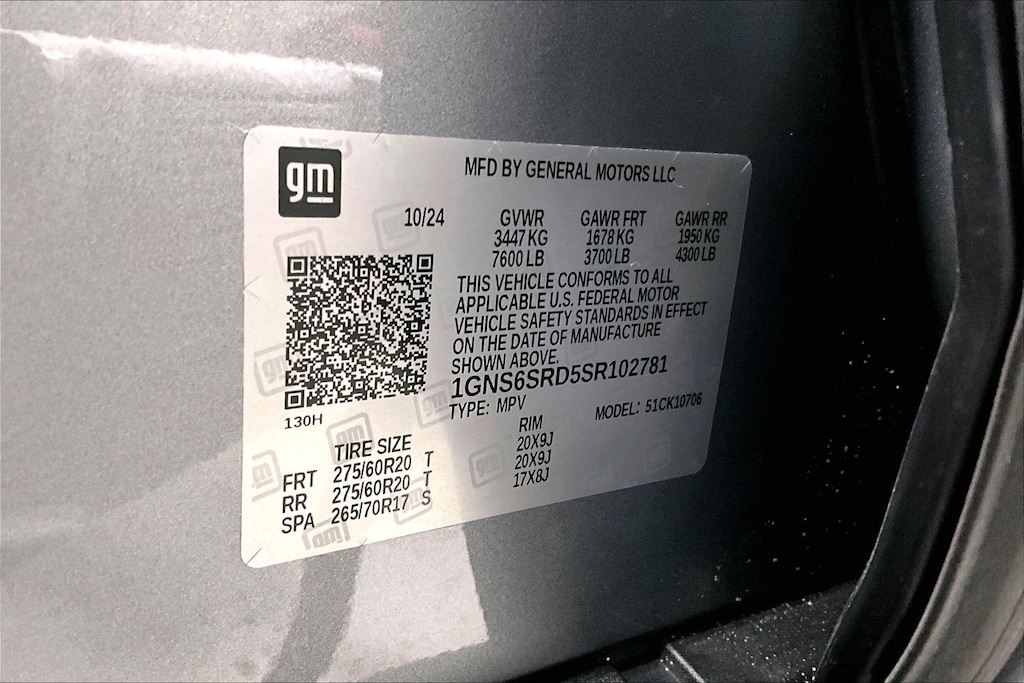 gm
MFD BY GENERAL MOTORS LLC
10/24 GVWR GAWR FRT GAWR RR
3447 KG 1678 KG 1950 KG
7600 LB 3700 LB 4300 LB
THIS VEHICLE CONFORMS TO ALL
APPLICABLE U.S. FEDERAL MOTOR
VEHICLE SAFETY STANDARDS IN EFFECT
ON THE DATE OF MANUFACTURE
SHOWN ABOVE.
1GNS6SRD5SR102781
130H
TYPE: MPV MODEL: 51CK10706
TIRE SIZE RIM
FRT 275/60R20 T 20X9J
RR 275/60R20 T 20X9J
SPA 265/70R17 S 17X8J